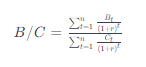 B/C = \frac{\sum_{t=1}^{n} \frac{B_t}{(1+r)^t}}{\sum_{t=1}^{n} \frac{C_t}{(1+r)^t}}